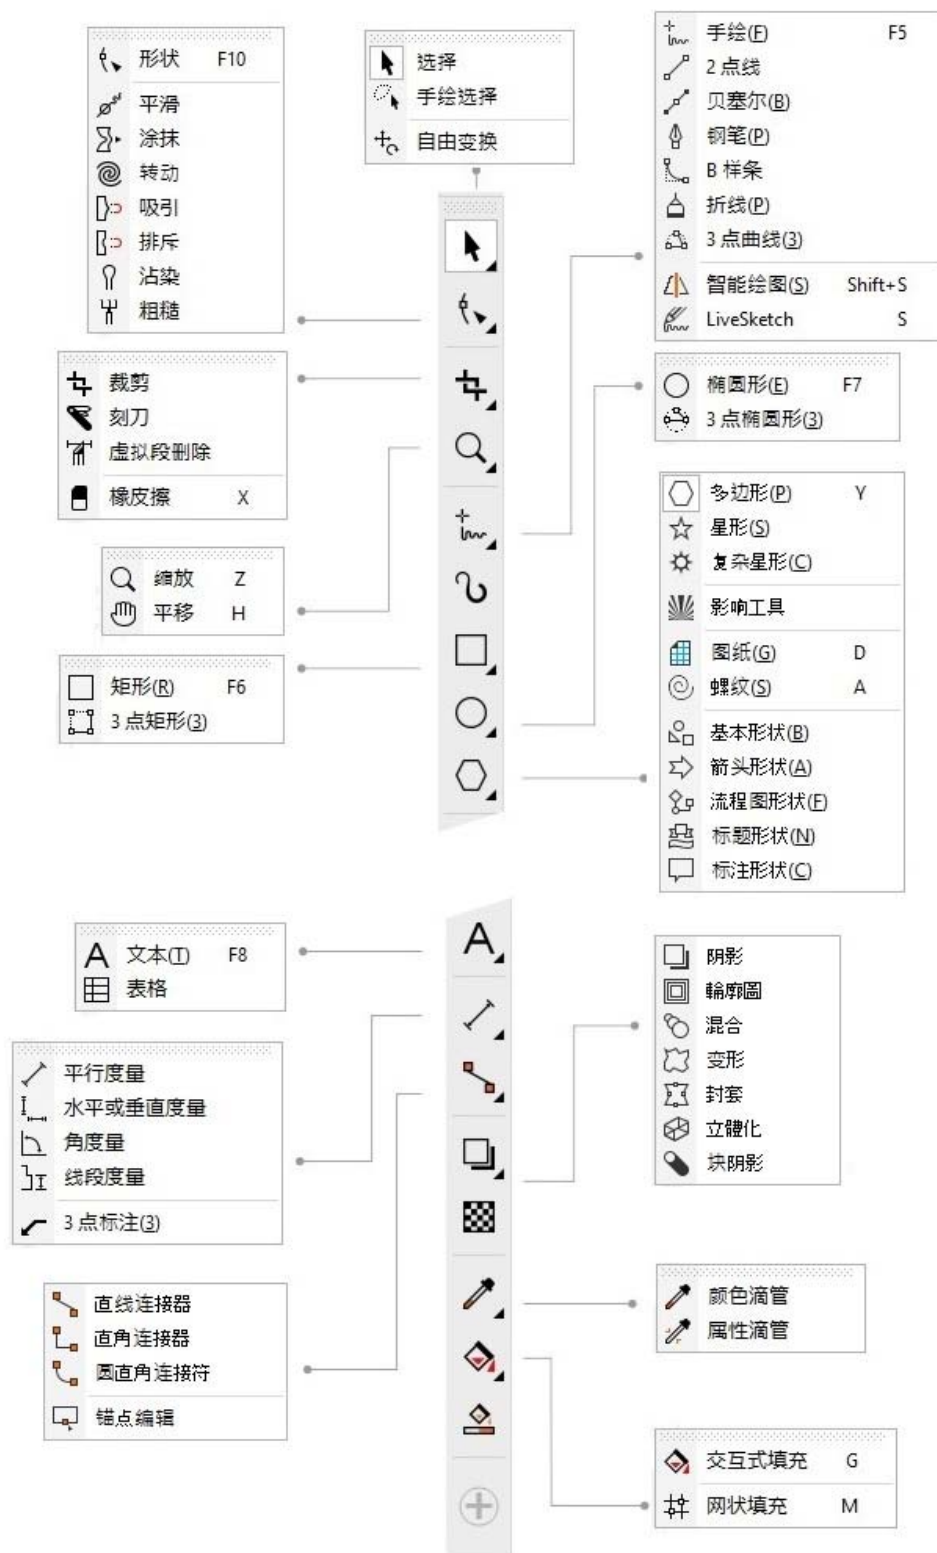 形状 F10
平滑
涂抹
转动
吸引
排斥
沾染
粗糙
选择
手绘选择
自由变换
手绘(F) F5
2 点线
贝塞尔(B)
钢笔(P)
B 样条
折线(P)
3 点曲线(3)
智能绘图(S) Shift+S
LiveSketch S
裁剪
刻刀
虚拟段删除
橡皮擦 X
椭圆形(E) F7
3 点椭圆形(3)
缩放 Z
平移 H
多边形(P) Y
星形(S)
复杂星形(C)
影响工具
图纸(G) D
螺纹(S) A
基本形状(B)
箭头形状(A)
流程图形状(F)
标题形状(N)
标注形状(C)
矩形(R) F6
3 点矩形(3)
文本(T) F8
表格
阴影
輪廓圖
混合
变形
封套
立體化
块阴影
平行度量
水平或垂直度量
角度量
线段度量
3 点标注(3)
直线连接器
直角连接器
圆直角连接符
锚点编辑
颜色滴管
属性滴管
交互式填充 G
网状填充 M